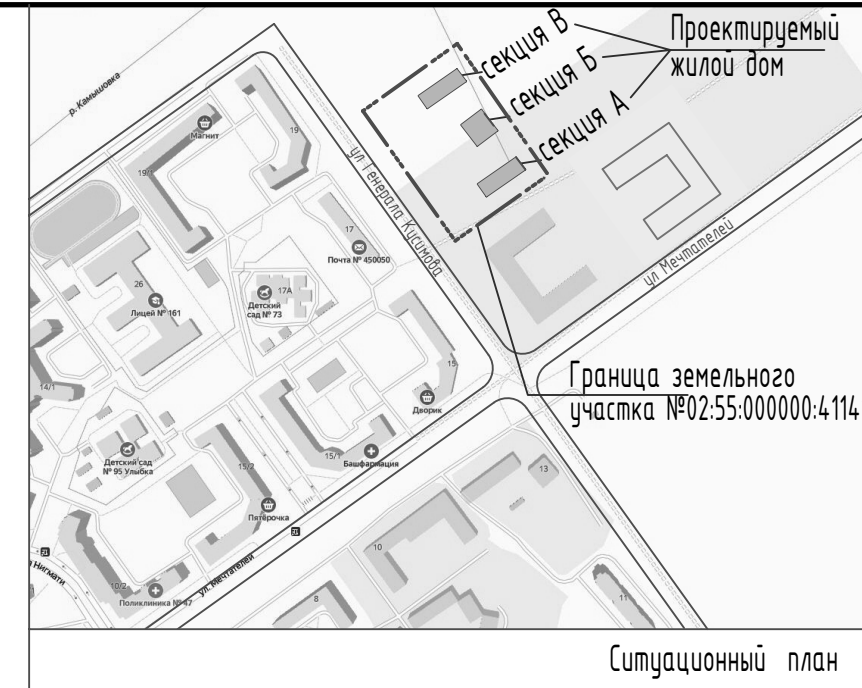 Проектируемый
жилой дом
секция В
секция Б
секция А
р. Камышовка
Магнит
19
19/1
ул Генерала Кусимова
17
Почта № 450050
ул Мечтателей
26
Лицей № 161
17А
Детский
сад № 73
15
Дворик
Граница земельного
участка №02:55:000000:4114
14/1
Детский сад
№ 95 Улыбка
15/2
15/1
Башфармация
13
Пятёрочка
10
ул. Мечтателей
Нигмати
10/2
Поликлиника № 47
8
11
Ситуационный план